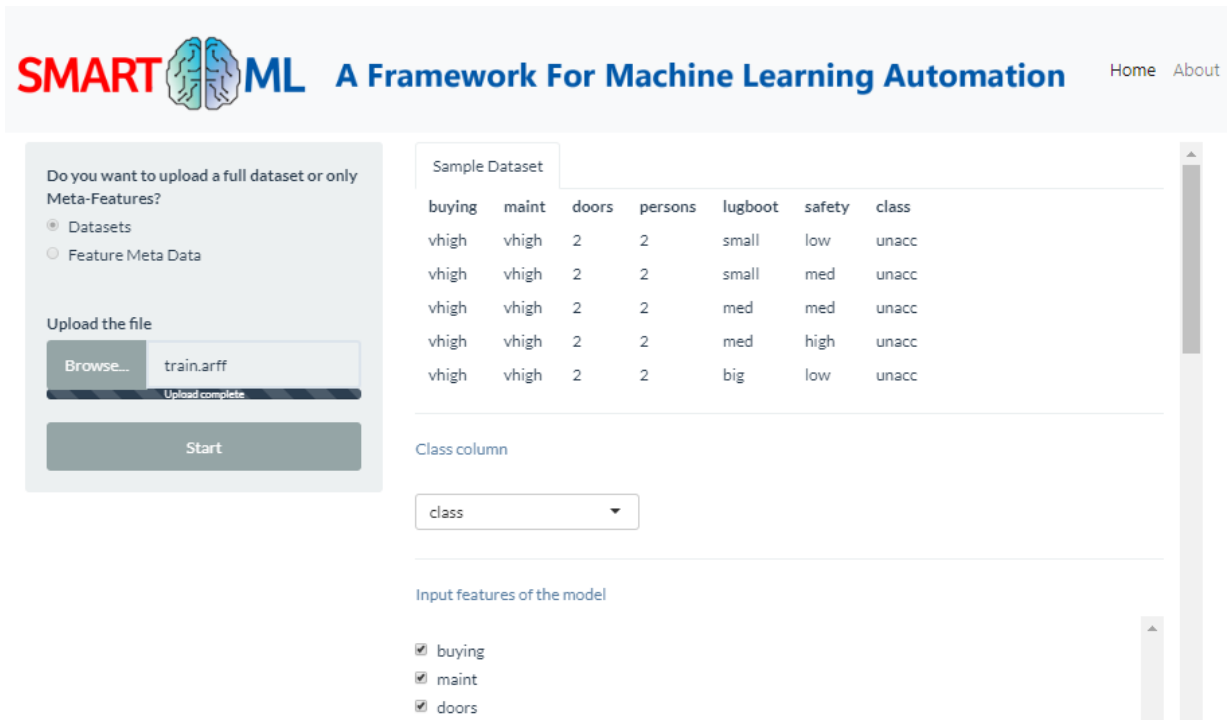 SMART ML A Framework For Machine Learning Automation Home About
Do you want to upload a full dataset or only
Meta-Features?
Datasets
Feature Meta Data
Upload the file
Browse... train.arff
Upload complete
Start
Sample Dataset
buying maint doors persons lugboot safety class
vhigh vhigh 2 2 small low unacc
vhigh vhigh 2 2 small med unacc
vhigh vhigh 2 2 med med unacc
vhigh vhigh 2 2 med high unacc
vhigh vhigh 2 2 big low unacc
Class column
class
Input features of the model
buying
maint
doors